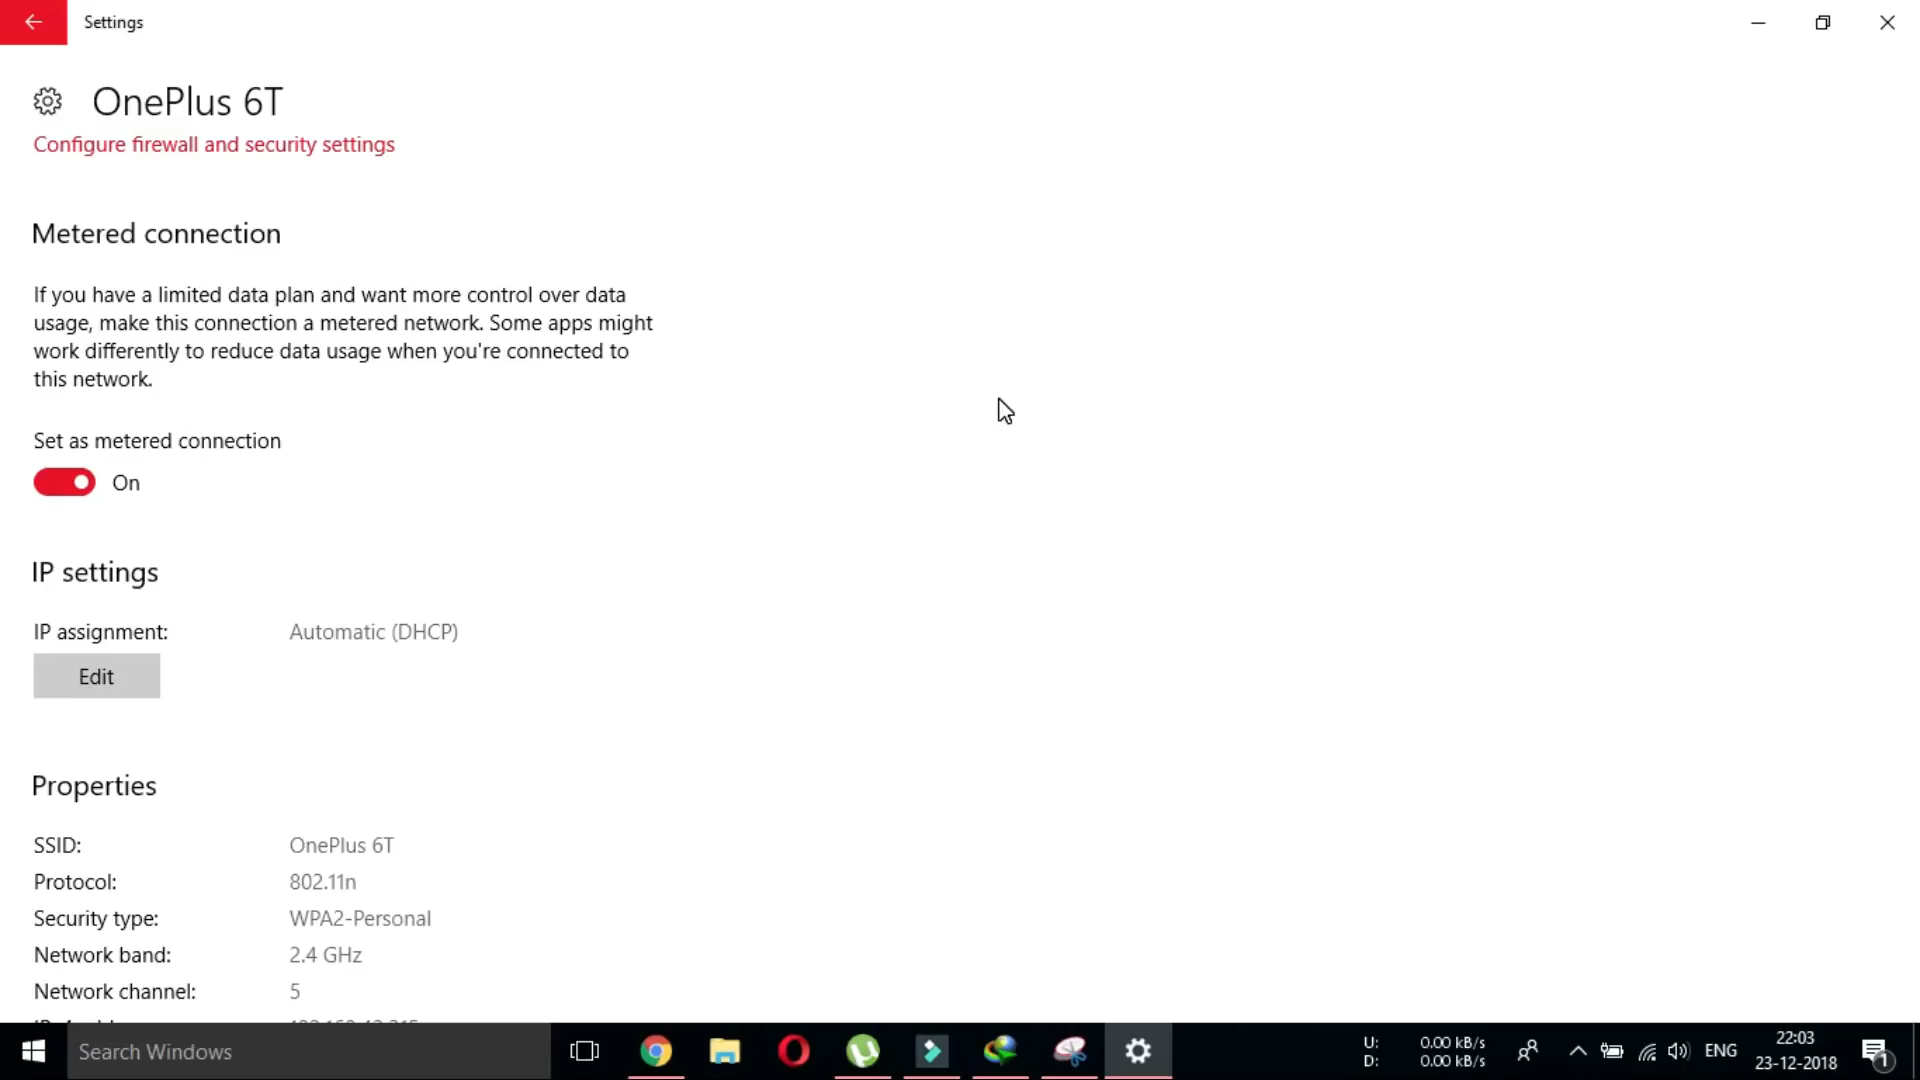 Settings
OnePlus 6T
Configure firewall and security settings
Metered connection
If you have a limited data plan and want more control over data
usage, make this connection a metered network. Some apps might
work differently to reduce data usage when you're connected to
this network.
Set as metered connection
On
IP settings
IP assignment: Automatic (DHCP)
Edit
Properties
SSID: OnePlus 6T
Protocol: 802.11n
Security type: WPA2-Personal
Network band: 2.4 GHz
Network channel: 5
Search Windows
U: 0.00 kB/s
D: 0.00 kB/s
ENG
22:03
23-12-2018
1